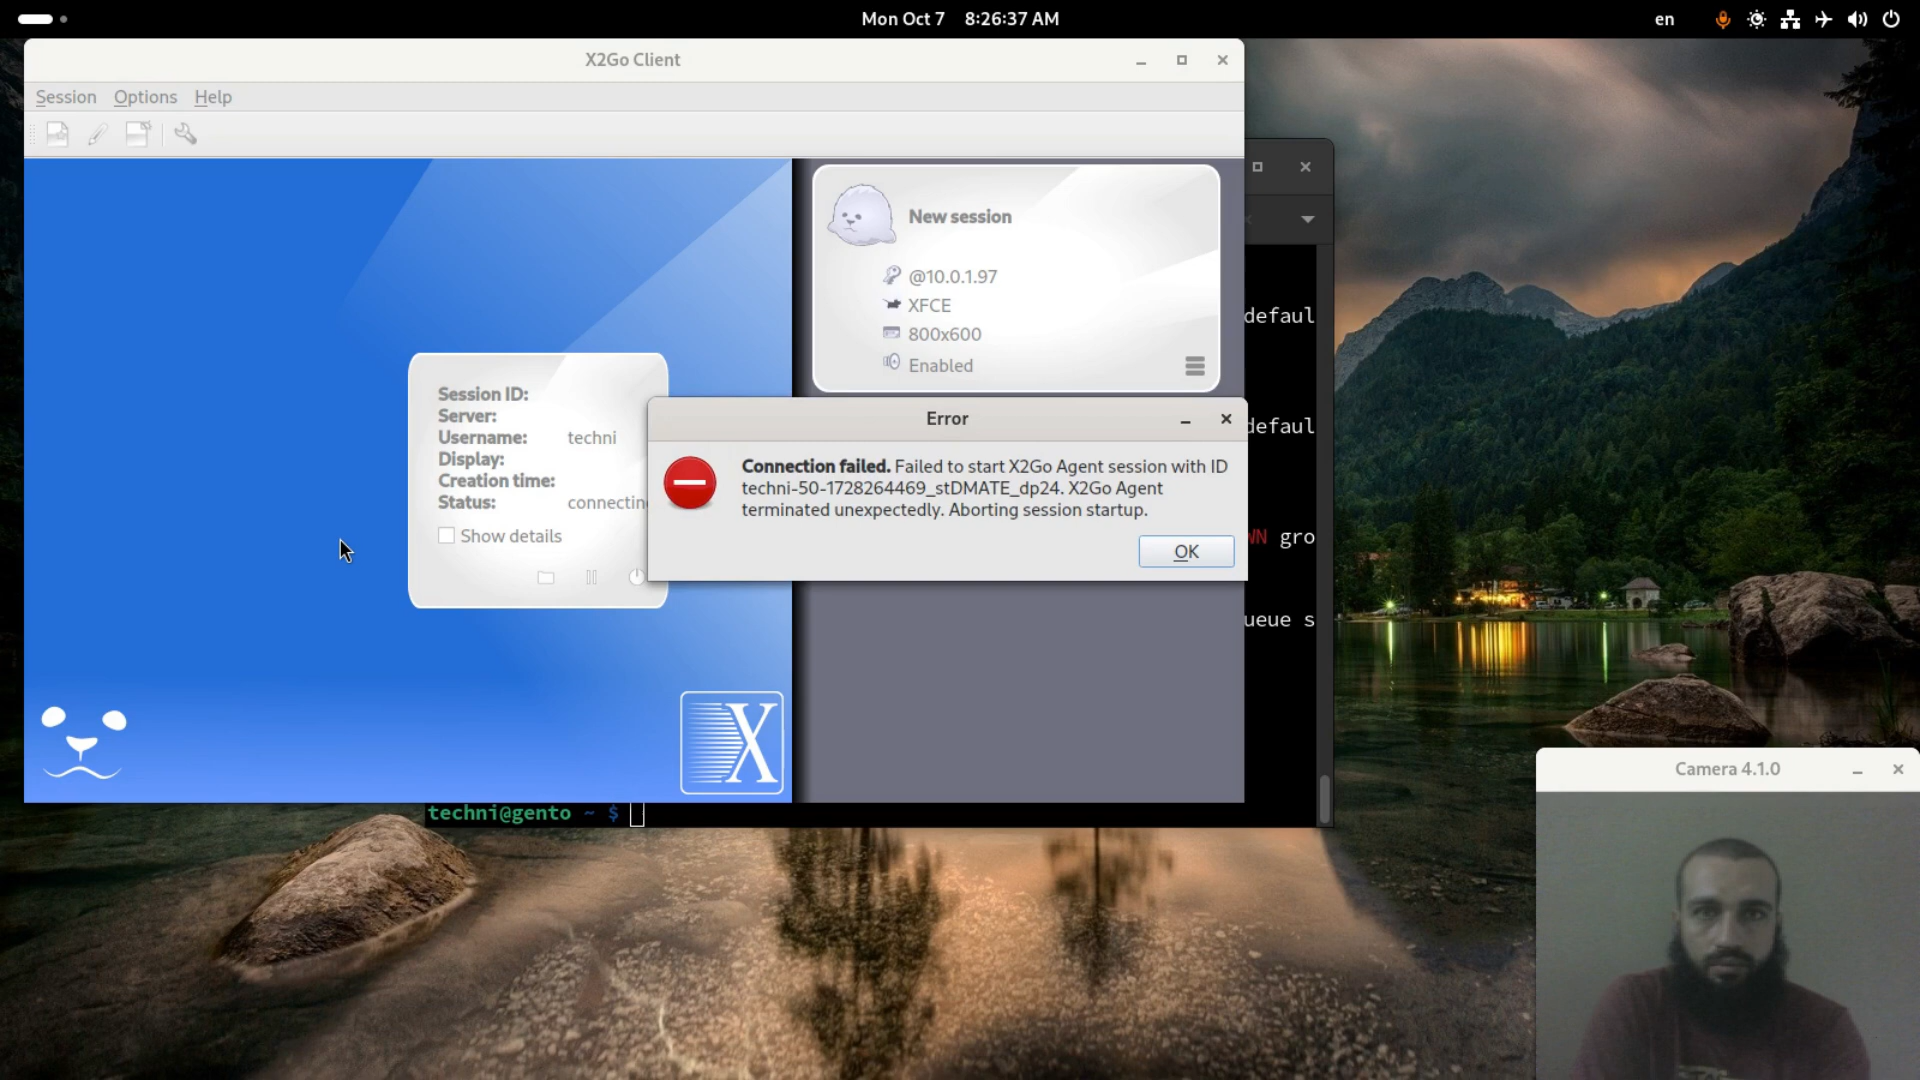 Mon Oct 7 8:26:37 AM
en
X2Go Client
Session Options Help
New session
@10.0.1.97
XFCE
800x600
Enabled
Session ID:
Server:
Username: techni
Display:
Creation time:
Status: connectin
Show details
Error
Connection failed. Failed to start X2Go Agent session with ID
techni-50-1728264469_stDMATE_dp24. X2Go Agent
terminated unexpectedly. Aborting session startup.
OK
X
defaul
defaul
WN gro
ueue s
techni@gento ~ $
Camera 4.1.0